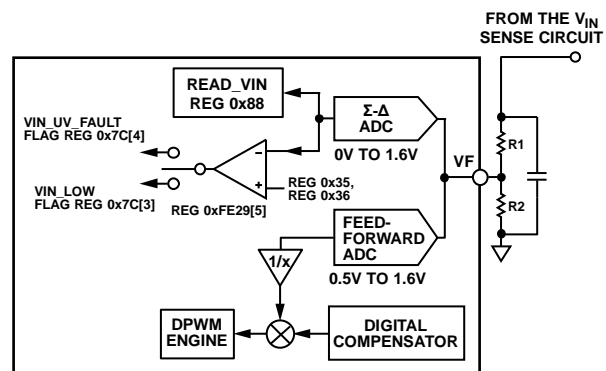 FROM THE VIN
SENSE CIRCUIT
READ_VIN
REG 0x88
Σ-Δ
ADC
0V TO 1.6V
VIN_UV_FAULT
FLAG REG 0x7C[4]
VIN_LOW
FLAG REG 0x7C[3]
–
+
REG 0x35,
REG 0x36
REG 0xFE29[5]
VF
R1
R2
FEED-
FORWARD
ADC
0.5V TO 1.6V
1/x
DPWM
ENGINE
DIGITAL
COMPENSATOR